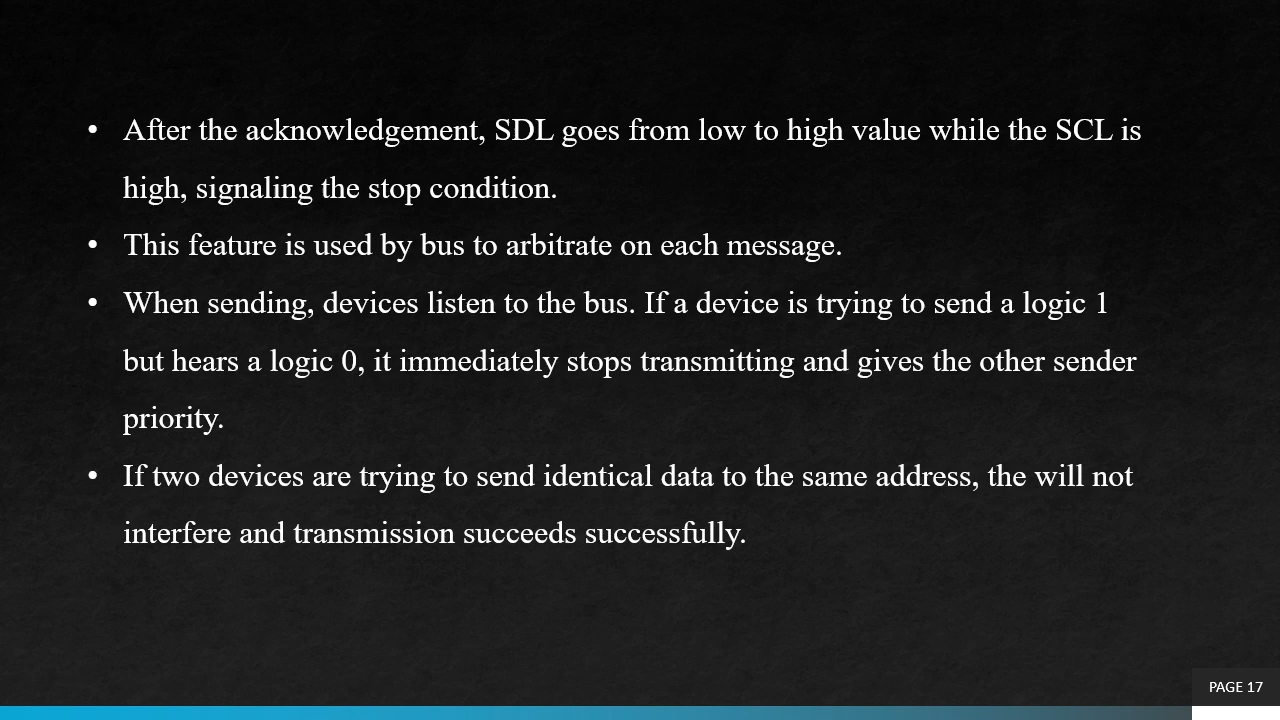 • After the acknowledgement, SDL goes from low to high value while the SCL is
high, signaling the stop condition.
• This feature is used by bus to arbitrate on each message.
• When sending, devices listen to the bus. If a device is trying to send a logic 1
but hears a logic 0, it immediately stops transmitting and gives the other sender
priority.
• If two devices are trying to send identical data to the same address, the will not
interfere and transmission succeeds successfully.
PAGE 17